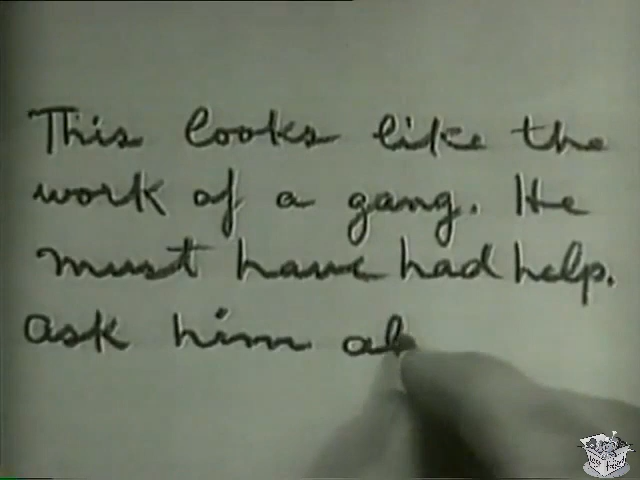 This looks like the
work of a gang. He
must have had help.
Ask him ab